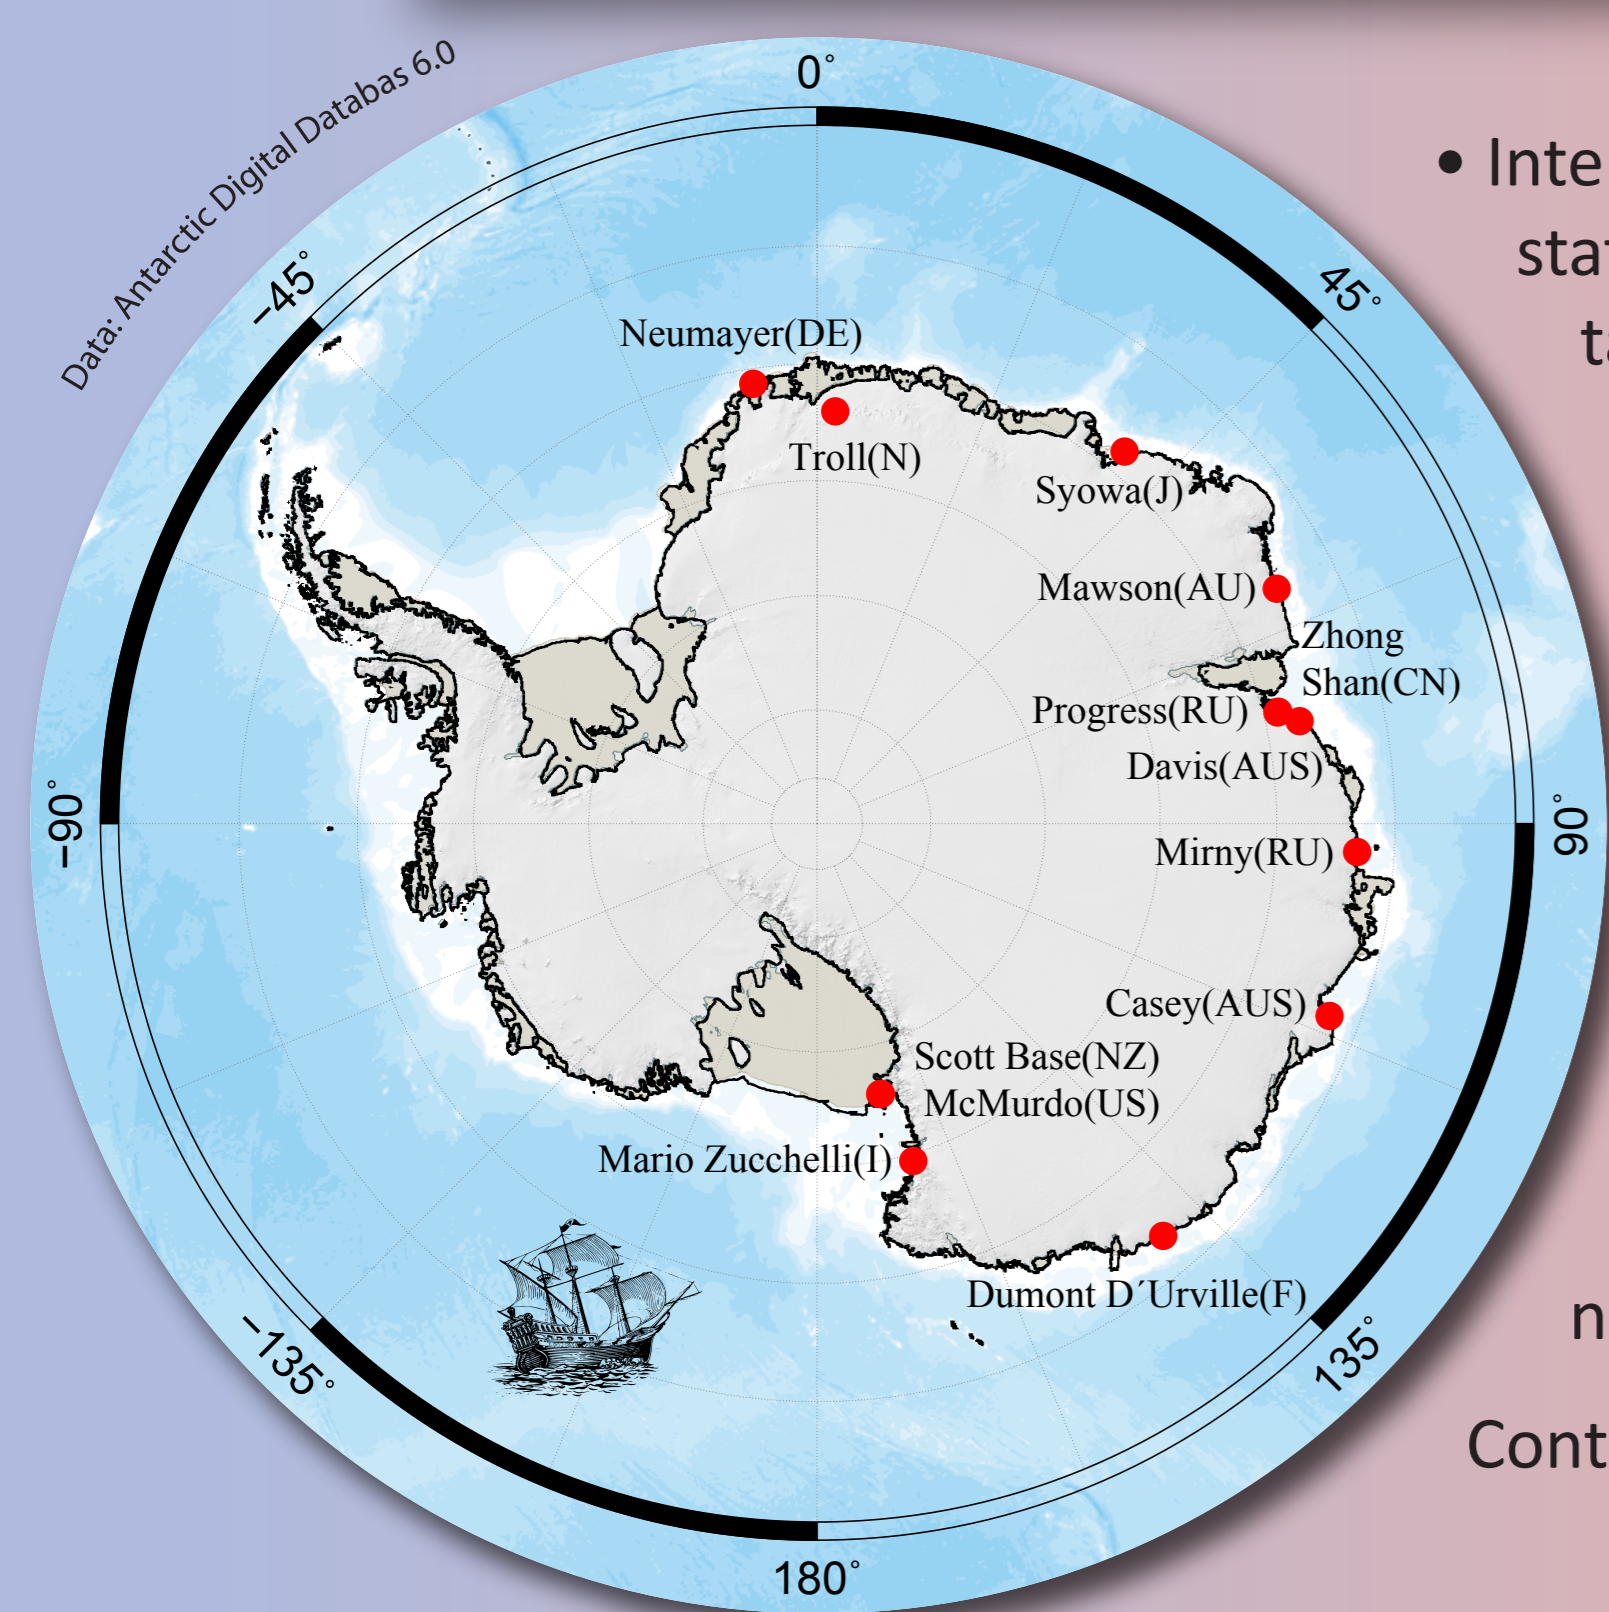 Data: Antarctic Digital Databas 6.0
0°
−45°
45°
• Inte
stat
ta
Neumayer(DE)
Troll(N)
Syowa(J)
Mawson(AU)
Zhong
Shan(CN)
Progress(RU)
Davis(AUS)
−90°
90°
Mirny(RU)
Casey(AUS)
Scott Base(NZ)
McMurdo(US)
Mario Zucchelli(I)
Dumont D´Urville(F)
−135°
135°
n
Cont
180°